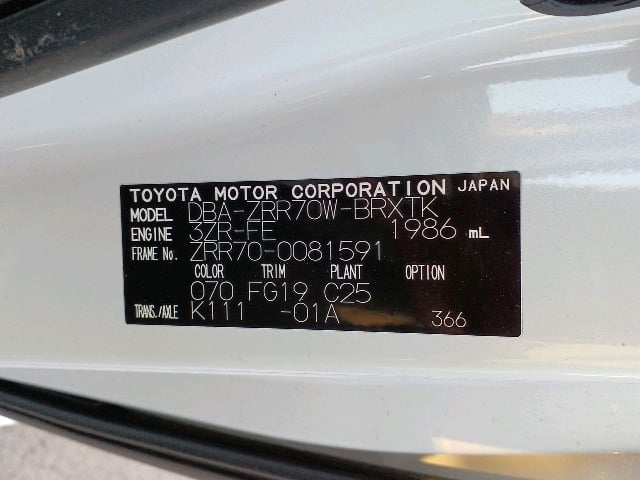 TOYOTA MOTOR CORPORATION JAPAN
MODEL DBA-ZRR70W-BRXTK
ENGINE 3ZR-FE 1986 mL
FRAME No. ZRR70-0081591
COLOR TRIM PLANT OPTION
070 FG19 C25
TRANS./AXLE K111 -01A 366